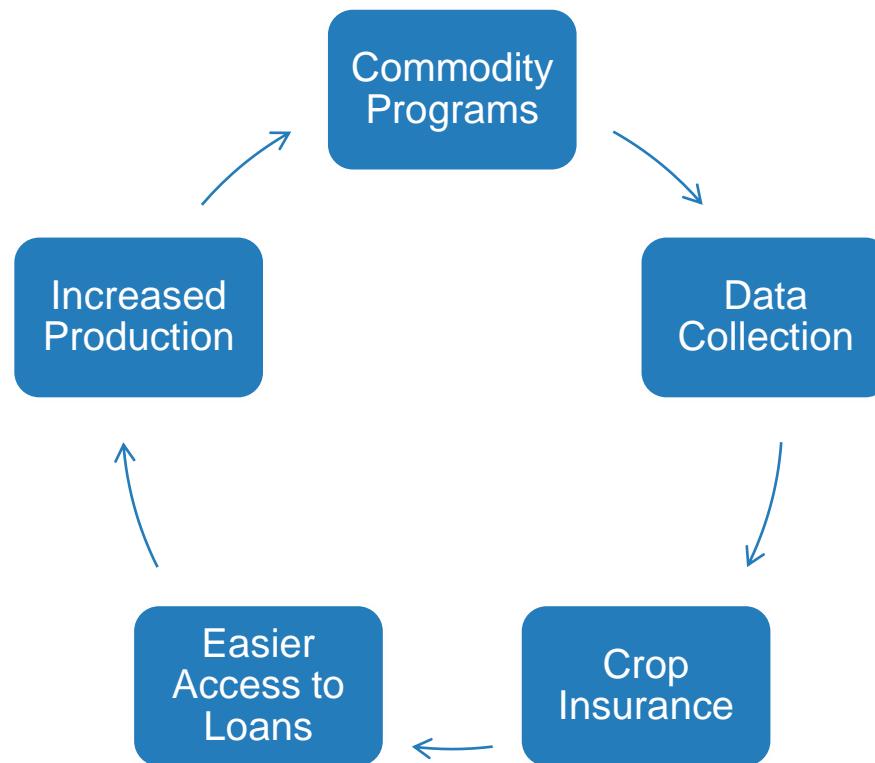 Commodity
Programs
Data
Collection
Crop
Insurance
Easier
Access to
Loans
Increased
Production